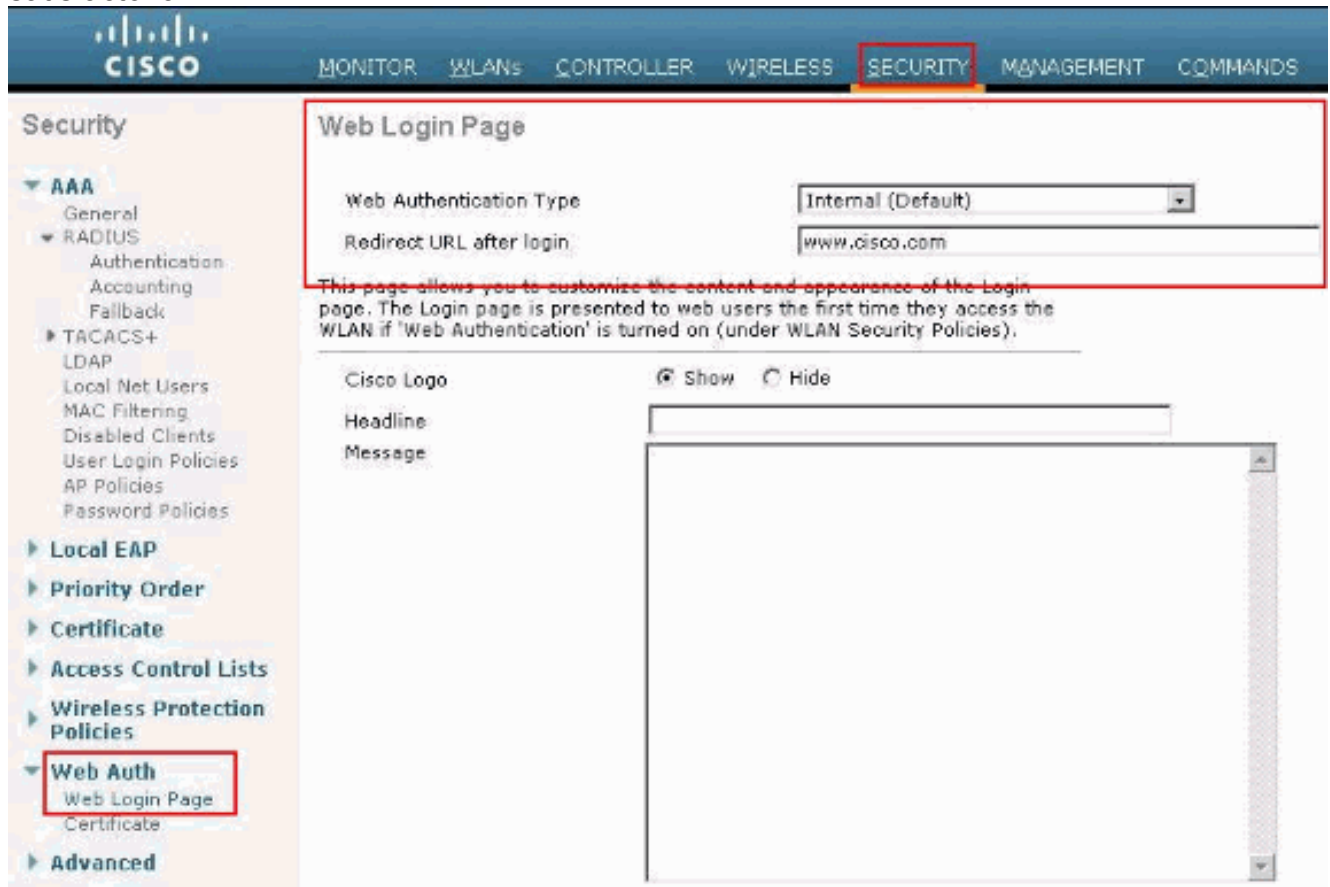 CISCO
MONITOR WLANs CONTROLLER WIRELESS SECURITY MANAGEMENT COMMANDS
Security
AAA
General
RADIUS
Authentication
Accounting
Fallback
TACACS+
LDAP
Local Net Users
MAC Filtering
Disabled Clients
User Login Policies
AP Policies
Password Policies
Local EAP
Priority Order
Certificate
Access Control Lists
Wireless Protection
Policies
Web Auth
Web Login Page
Certificate
Advanced
Web Login Page
Web Authentication Type Internal (Default)
Redirect URL after login www.cisco.com
This page allows you to customize the content and appearance of the Login
page. The Login page is presented to web users the first time they access the
WLAN if 'Web Authentication' is turned on (under WLAN Security Policies).
Cisco Logo Show Hide
Headline
Message